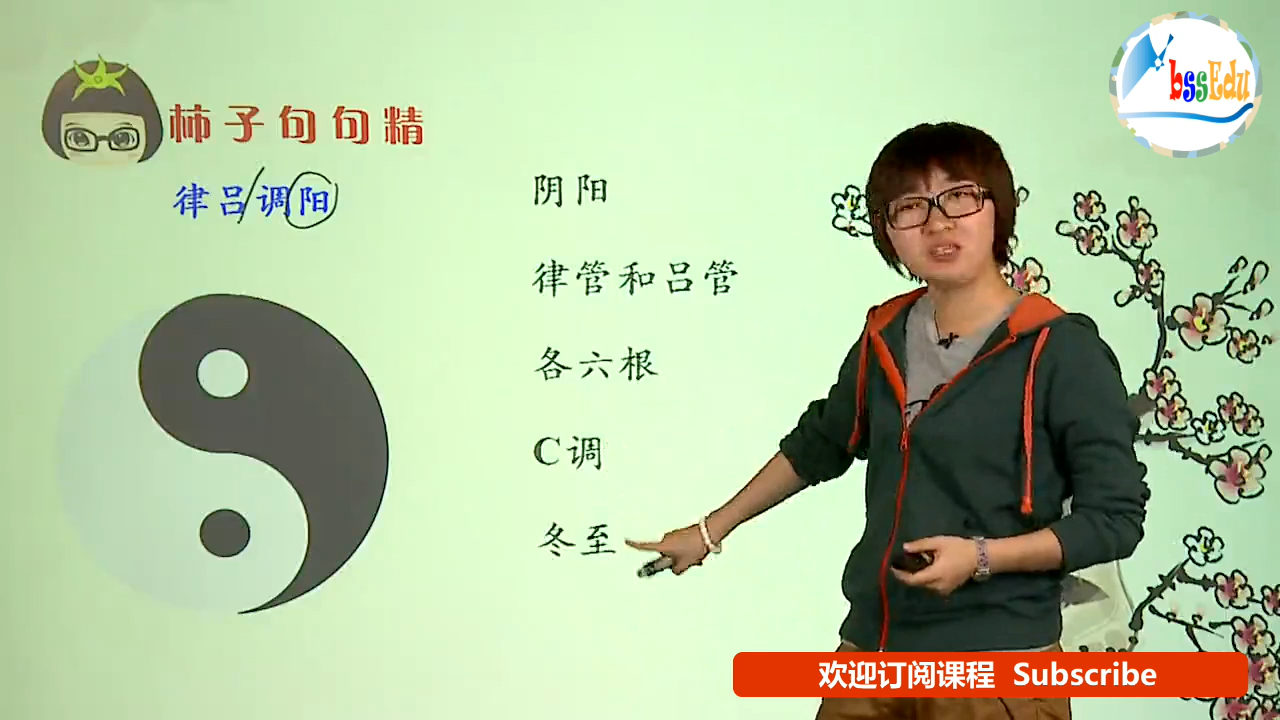 柿子句句精
律吕调阳
阴阳
律管和吕管
各六根
C调
冬至
bssEdu
欢迎订阅课程 Subscribe